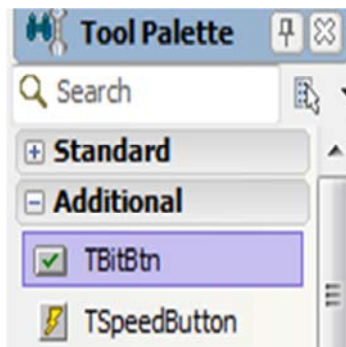 Tool Palette
Search
Standard
Additional
TBitBtn
TSpeedButton